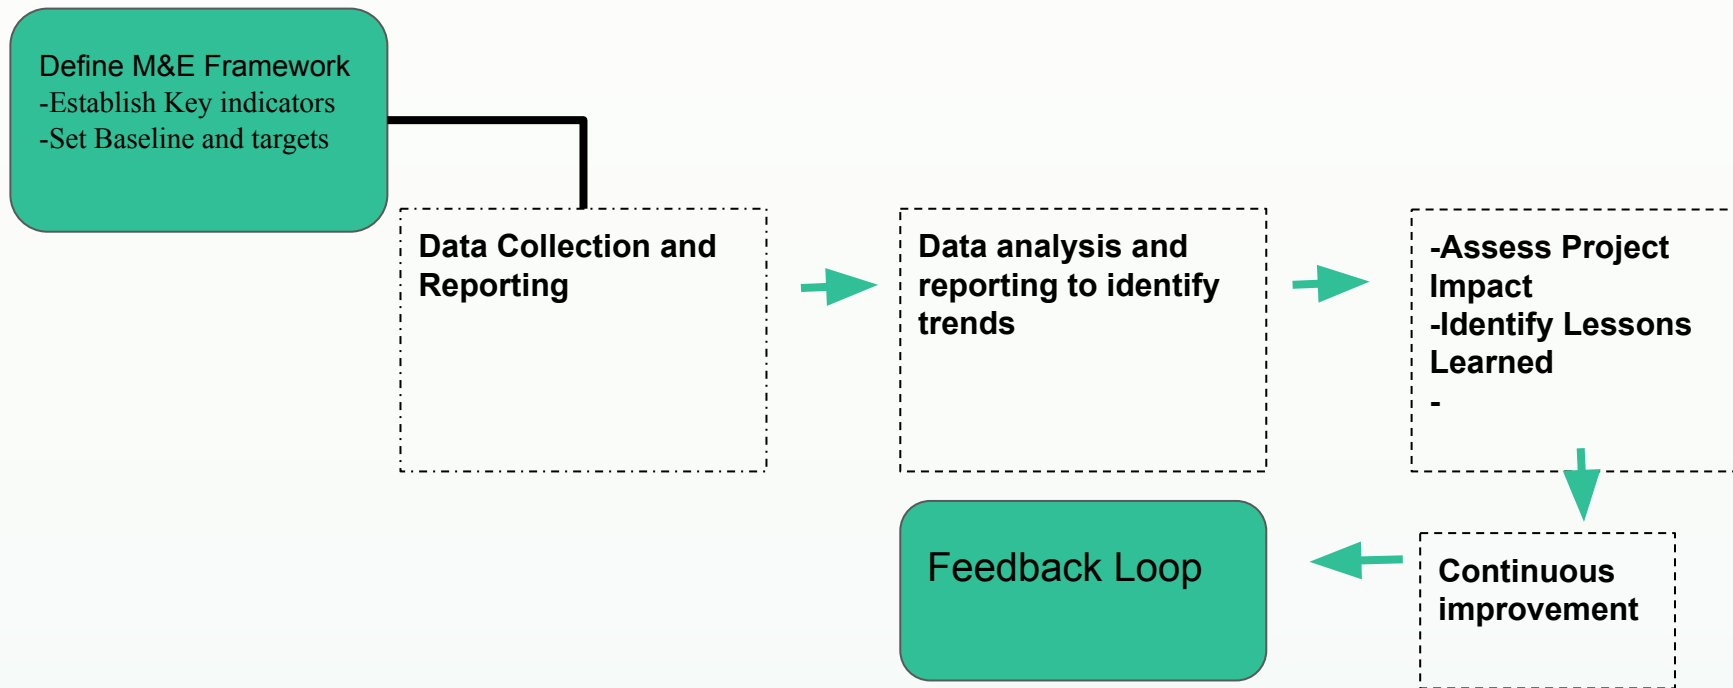 Define M&E Framework
-Establish Key indicators
-Set Baseline and targets
Data Collection and
Reporting
Data analysis and
reporting to identify
trends
-Assess Project
Impact
-Identify Lessons
Learned
-
Continuous
improvement
Feedback Loop